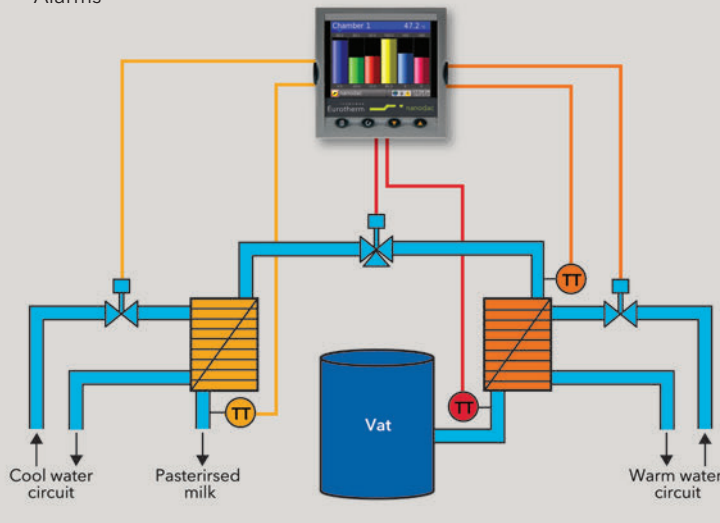 Alarms
Chamber 1 47.2
nanodac
Eurotherm nanodac
TT
TT
TT
Vat
Cool water
circuit
Pasterirsed
milk
Warm water
circuit